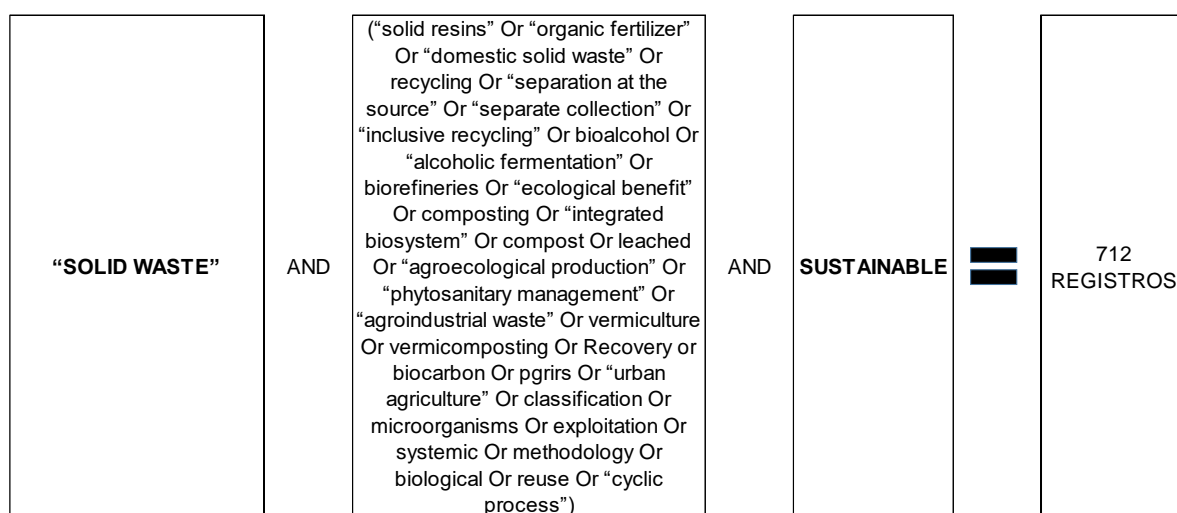 “SOLID WASTE”
AND
(“solid resins” Or “organic fertilizer”
Or “domestic solid waste” Or
recycling Or “separation at the
source” Or “separate collection” Or
“inclusive recycling” Or bioalcohol Or
“alcoholic fermentation” Or
biorefineries Or “ecological benefit”
Or composting Or “integrated
biosystem” Or compost Or leached
Or “agroecological production” Or
“phytosanitary management” Or
“agroindustrial waste” Or vermiculture
Or vermicomposting Or Recovery or
biocarbon Or pgrirs Or “urban
agriculture” Or classification Or
microorganisms Or exploitation Or
systemic Or methodology Or
biological Or reuse Or “cyclic
process”)
AND
SUSTAINABLE
=
712
REGISTROS